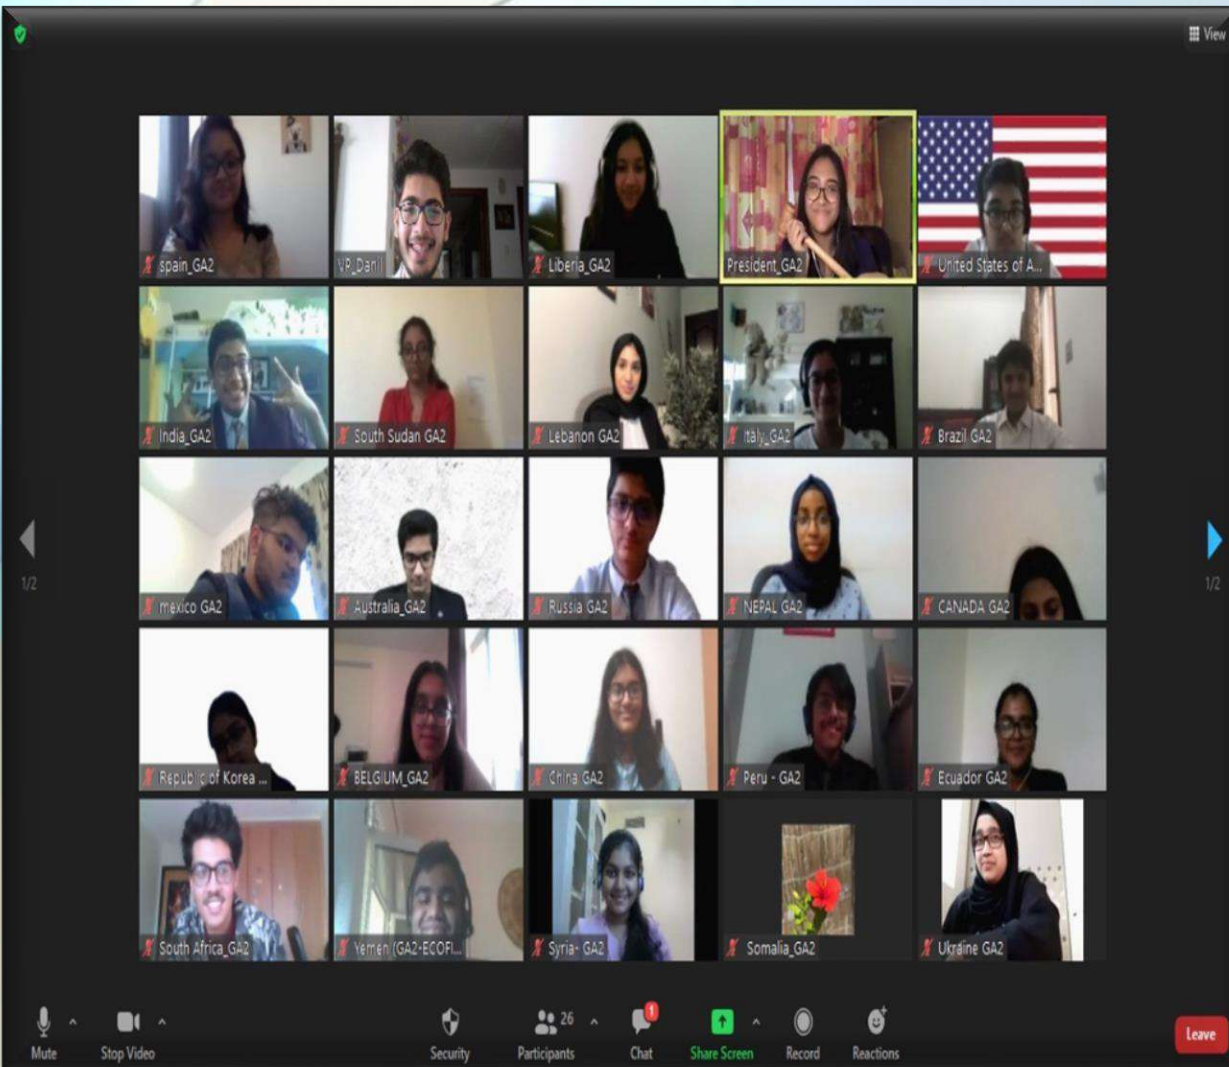 View
spain_GA2
VP_Danil
Liberia_GA2
President_GA2
United States of A...
India_GA2
South Sudan GA2
Lebanon GA2
Italy_GA2
Brazil GA2
mexico GA2
Australia_GA2
Russia GA2
NEPAL GA2
CANADA GA2
1/2
1/2
Republic of Korea ...
BELGIUM_GA2
China GA2
Peru - GA2
Ecuador GA2
South Africa_GA2
Yemen (GA2-ECOFI...
Syria- GA2
Somalia_GA2
Ukraine GA2
26
1
Mute
Stop Video
Security
Participants
Chat
Share Screen
Record
Reactions
Leave